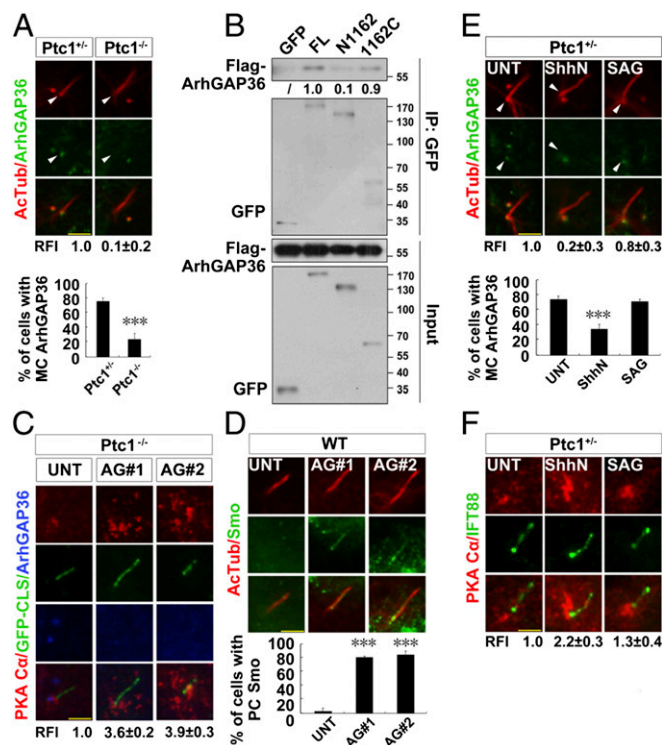 A
Ptc1+/- Ptc1-/-
AcTub/ArhGAP36
RFI 1.0 0.1±0.2
% of cells with MC ArhGAP36
100
80
60
40
20
0
***
Ptc1+/- Ptc1-/-
B
GFP FL N1162 1162C
Flag-ArhGAP36
55
/ 1.0 0.1 0.9
170
130
100
70
55
40
35
GFP
IP: GFP
Flag-ArhGAP36
55
170
130
100
70
55
40
35
GFP
Input
C
Ptc1-/-
UNT AG#1 AG#2
PKA Cα/GFP-CLS/ArhGAP36
RFI 1.0 3.6±0.2 3.9±0.3
D
WT
UNT AG#1 AG#2
AcTub/Smo
% of cells with PC Smo
100
80
60
40
20
0
*** ***
UNT AG#1 AG#2
E
Ptc1+/-
UNT ShhN SAG
AcTub/ArhGAP36
RFI 1.0 0.2±0.3 0.8±0.3
% of cells with MC ArhGAP36
100
80
60
40
20
0
***
UNT ShhN SAG
F
Ptc1+/-
UNT ShhN SAG
PKA Cα/IFT88
RFI 1.0 2.2±0.3 1.3±0.4